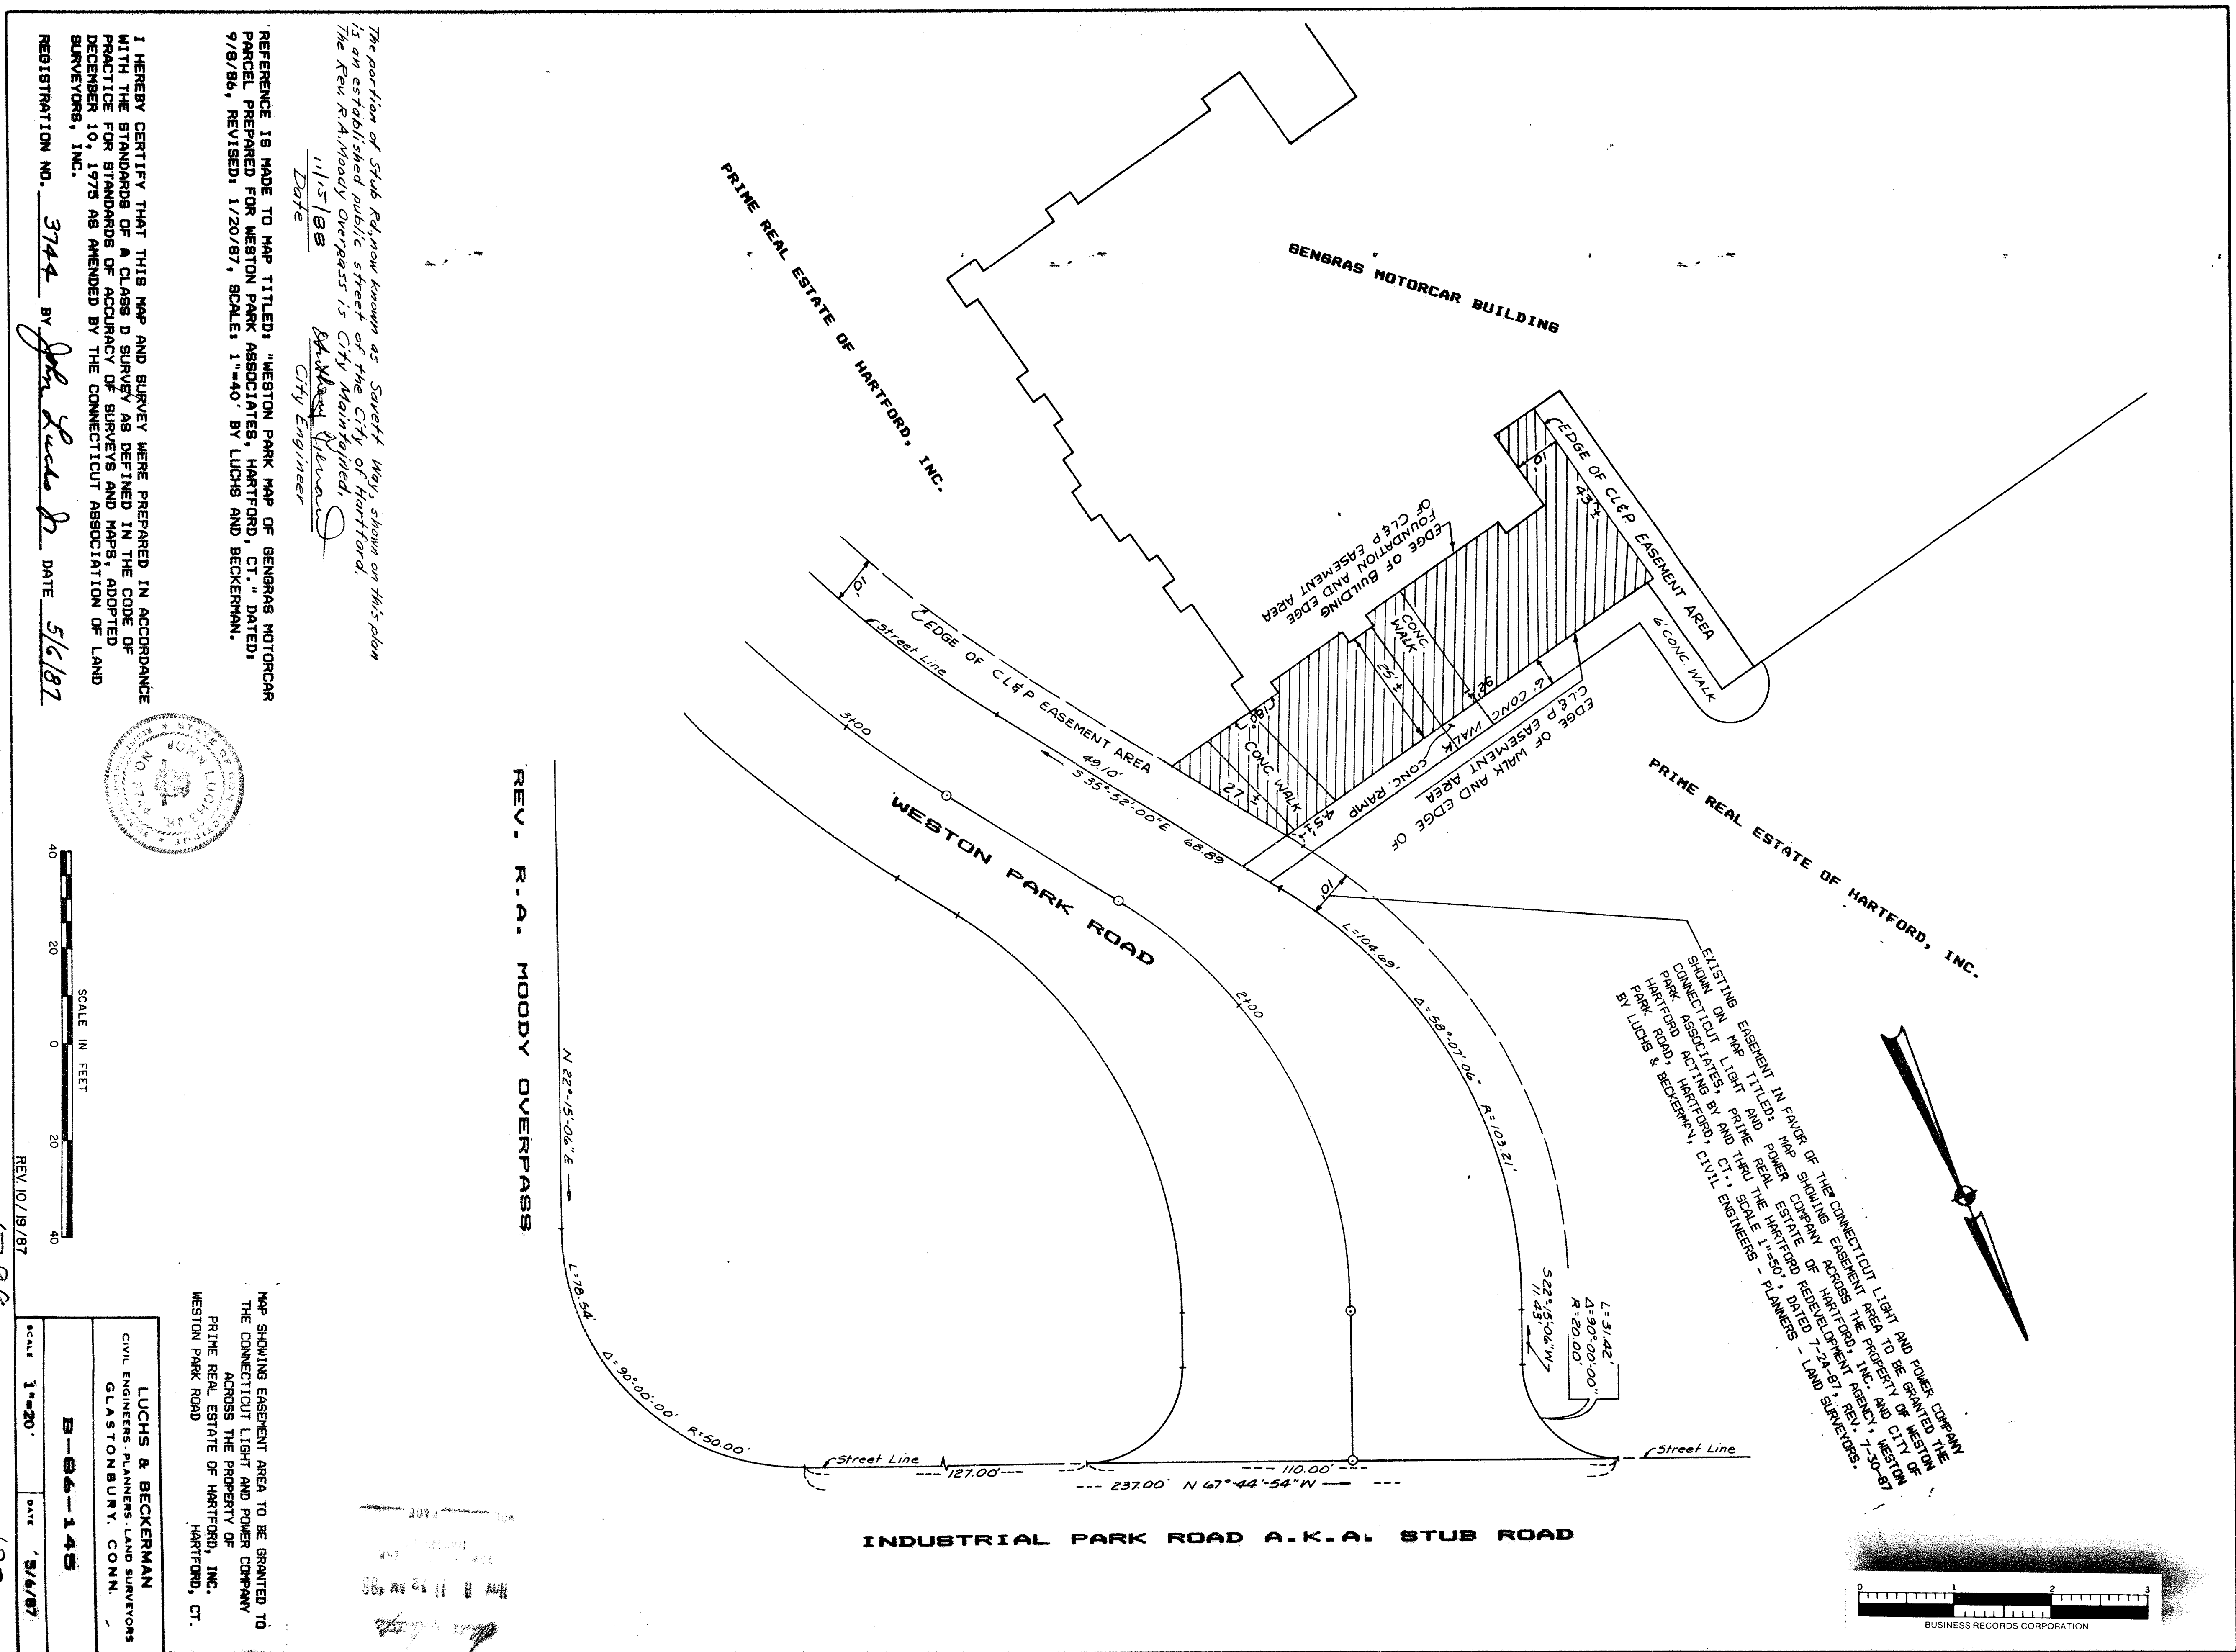 The portion of Stub Rd, now known as Savett Way, shown on this plan
is an established public street of the City of Hartford.
The Rev. R.A. Moody Overpass is City Maintained.
11/15/88
Date
City Engineer
REFERENCE IS MADE TO MAP TITLED: "WESTON PARK MAP OF GENGRAS MOTORCAR
PARCEL PREPARED FOR WESTON PARK ASSOCIATES, HARTFORD, CT." DATED:
9/8/86, REVISED: 1/20/87, SCALE: 1"=40' BY LUCHS AND BECKERMAN.
I HEREBY CERTIFY THAT THIS MAP AND SURVEY WERE PREPARED IN ACCORDANCE
WITH THE STANDARDS OF A CLASS D SURVEY AS DEFINED IN THE CODE OF
PRACTICE FOR STANDARDS OF ACCURACY OF SURVEYS AND MAPS, ADOPTED
DECEMBER 10, 1975 AS AMENDED BY THE CONNECTICUT ASSOCIATION OF LAND
SURVEYORS, INC.
REGISTRATION NO. 3744 BY John Luchs Jr DATE 5/6/87
JOHN LUCHS JR.
NO. 3744
PRIME REAL ESTATE OF HARTFORD, INC.
GENGRAS MOTORCAR BUILDING
EDGE OF CL&P. EASEMENT AREA
10'
43'±
6' CONC. WALK
EDGE OF BUILDING
FOUNDATION AND EDGE
OF CL&P EASEMENT AREA
CONC.
WALK
25'±
92'±
6' CONC. WALK
CONC. RAMP
EDGE OF WALK AND EDGE OF
CL&P. EASEMENT AREA
180°
CONC. WALK
27'±
45'±
10'
EDGE OF CL&P EASEMENT AREA
Street Line
3+00
49.10'
S 35°-52'-00"E
68.89
WESTON PARK ROAD
10'
L=104.69'
Δ=58°-07'-06"
R=103.21'
2+00
PRIME REAL ESTATE OF HARTFORD, INC.
EXISTING EASEMENT IN FAVOR OF THE CONNECTICUT LIGHT AND POWER COMPANY
SHOWN ON MAP TITLED: MAP SHOWING EASEMENT AREA TO BE GRANTED THE
CONNECTICUT LIGHT AND POWER COMPANY ACROSS THE PROPERTY OF WESTON
PARK ASSOCIATES, PRIME REAL ESTATE OF HARTFORD, INC. AND CITY OF
HARTFORD ACTING BY AND THRU THE HARTFORD REDEVELOPMENT AGENCY, WESTON
PARK ROAD, HARTFORD, CT., SCALE 1"=50', DATED 7-24-87, REV. 7-30-87
BY LUCHS & BECKERMAN, CIVIL ENGINEERS - PLANNERS - LAND SURVEYORS.
REV. R.A. MOODY OVERPASS
N 22°-15'-06"E
L=78.54'
Δ=90°-00'-00'
R=50.00'
S22°-15'-06"W
11.43'
L=31.42'
Δ=90°-00'-00"
R=20.00'
Street Line
127.00'
110.00'
Street Line
237.00' N 67°-44'-54"W
INDUSTRIAL PARK ROAD A.K.A. STUB ROAD
40 20 0 20 40
SCALE IN FEET
REV. 10/19/87
MAP SHOWING EASEMENT AREA TO BE GRANTED TO
THE CONNECTICUT LIGHT AND POWER COMPANY
ACROSS THE PROPERTY OF
PRIME REAL ESTATE OF HARTFORD, INC.
WESTON PARK ROAD HARTFORD, CT.
LUCHS & BECKERMAN
CIVIL ENGINEERS - PLANNERS - LAND SURVEYORS
GLASTONBURY, CONN.
B-86-145
SCALE 1"=20' DATE 5/6/87
0 1 2 3
BUSINESS RECORDS CORPORATION